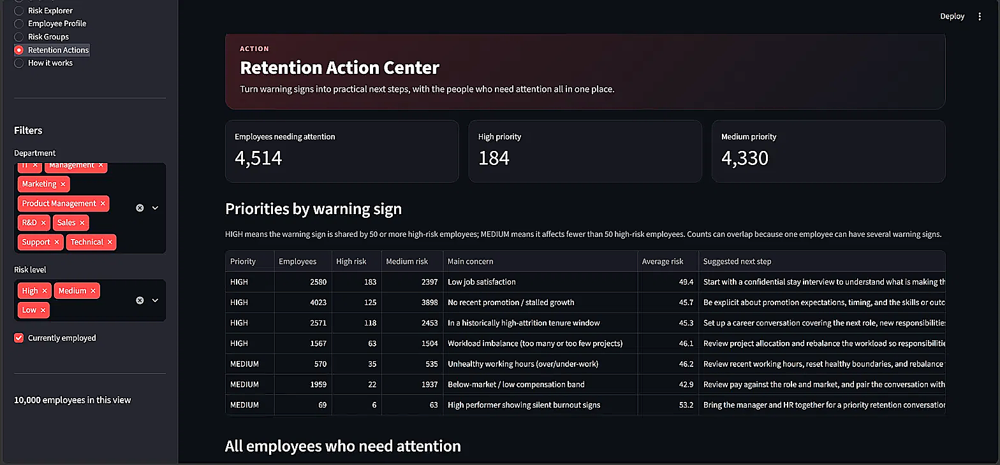 Risk Explorer
Employee Profile
Risk Groups
Retention Actions
How it works
Filters
Department
IT × Management ×
Marketing ×
Product Management ×
R&D × Sales ×
Support × Technical ×
Risk level
High × Medium ×
Low ×
Currently employed
10,000 employees in this view
Deploy
ACTION
Retention Action Center
Turn warning signs into practical next steps, with the people who need attention all in one place.
Employees needing attention
4,514
High priority
184
Medium priority
4,330
Priorities by warning sign
HIGH means the warning sign is shared by 50 or more high-risk employees; MEDIUM means it affects fewer than 50 high-risk employees. Counts can overlap because one employee can have several warning signs.
Priority Employees High risk Medium risk Main concern Average risk Suggested next step
HIGH 2580 183 2397 Low job satisfaction 49.4 Start with a confidential stay interview to understand what is making th
HIGH 4023 125 3898 No recent promotion / stalled growth 45.7 Be explicit about promotion expectations, timing, and the skills or outc
HIGH 2571 118 2453 In a historically high-attrition tenure window 45.3 Set up a career conversation covering the next role, new responsibilities
HIGH 1567 63 1504 Workload imbalance (too many or too few projects) 46.1 Review project allocation and rebalance the workload so responsibilitie
MEDIUM 570 35 535 Unhealthy working hours (over/under-work) 46.2 Review recent working hours, reset healthy boundaries, and rebalance
MEDIUM 1959 22 1937 Below-market / low compensation band 42.9 Review pay against the role and market, and pair the conversation with
MEDIUM 69 6 63 High performer showing silent burnout signs 53.2 Bring the manager and HR together for a priority retention conversation
All employees who need attention